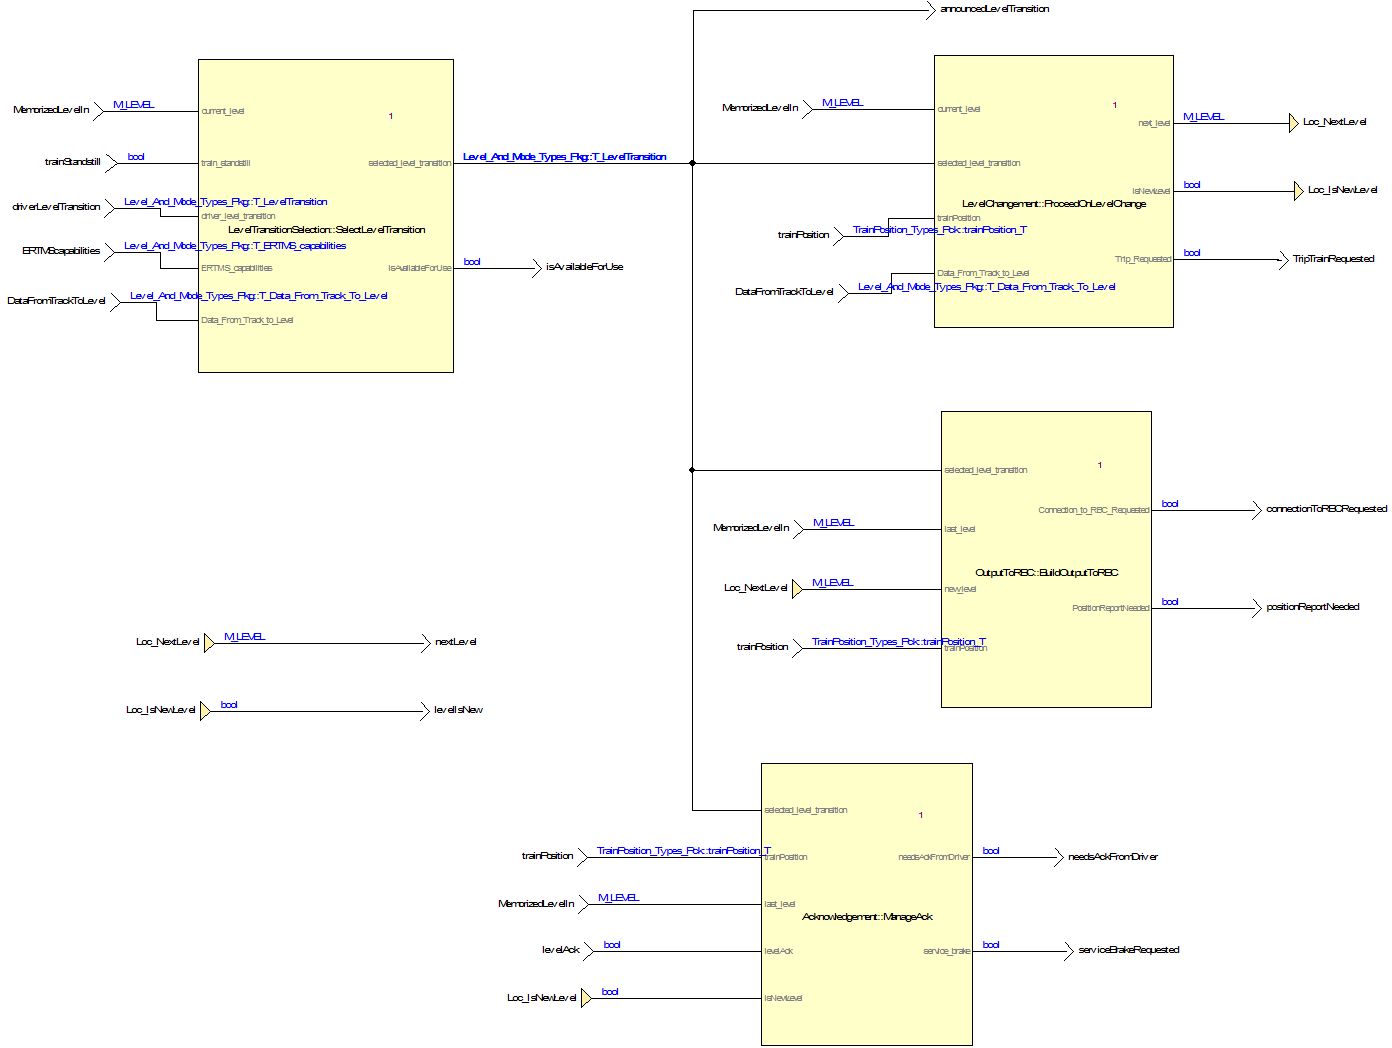 announcedLevelTransition
MemorizedLevelIn
M_LEVEL
current_level
1
trainStandstill
bool
train_standstill
selected_level_transition
Level_And_Mode_Types_Pkg::T_LevelTransition
driverLevelTransition
Level_And_Mode_Types_Pkg::T_LevelTransition
driver_level_transition
LevelTransitionSelection::SelectLevelTransition
ERTMScapabilities
Level_And_Mode_Types_Pkg::T_ERTMS_capabilities
ERTMS_capabilities
isAvailableForUse
bool
isAvailableForUse
DataFromTrackToLevel
Level_And_Mode_Types_Pkg::T_Data_From_Track_To_Level
Data_From_Track_to_Level
MemorizedLevelIn
M_LEVEL
current_level
1
next_level
M_LEVEL
Loc_NextLevel
selected_level_transition
isNewLevel
bool
Loc_IsNewLevel
LevelChangement::ProceedOnLevelChange
trainPosition
trainPosition
TrainPosition_Types_Pck::trainPosition_T
Trip_Requested
bool
TripTrainRequested
Data_From_Track_to_Level
DataFromTrackToLevel
Level_And_Mode_Types_Pkg::T_Data_From_Track_To_Level
selected_level_transition
1
Connection_to_RBC_Requested
bool
connectionToRBCRequested
MemorizedLevelIn
M_LEVEL
last_level
OutputToRBC::BuildOutputToRBC
Loc_NextLevel
M_LEVEL
new_level
PositionReportNeeded
bool
positionReportNeeded
trainPosition
TrainPosition_Types_Pck::trainPosition_T
trainPosition
Loc_NextLevel
M_LEVEL
nextLevel
Loc_IsNewLevel
bool
levelIsNew
selected_level_transition
1
trainPosition
TrainPosition_Types_Pck::trainPosition_T
trainPosition
needsAckFromDriver
bool
needsAckFromDriver
MemorizedLevelIn
M_LEVEL
last_level
Acknowledgement::ManageAck
levelAck
bool
levelAck
service_brake
bool
serviceBrakeRequested
Loc_IsNewLevel
bool
isNewLevel